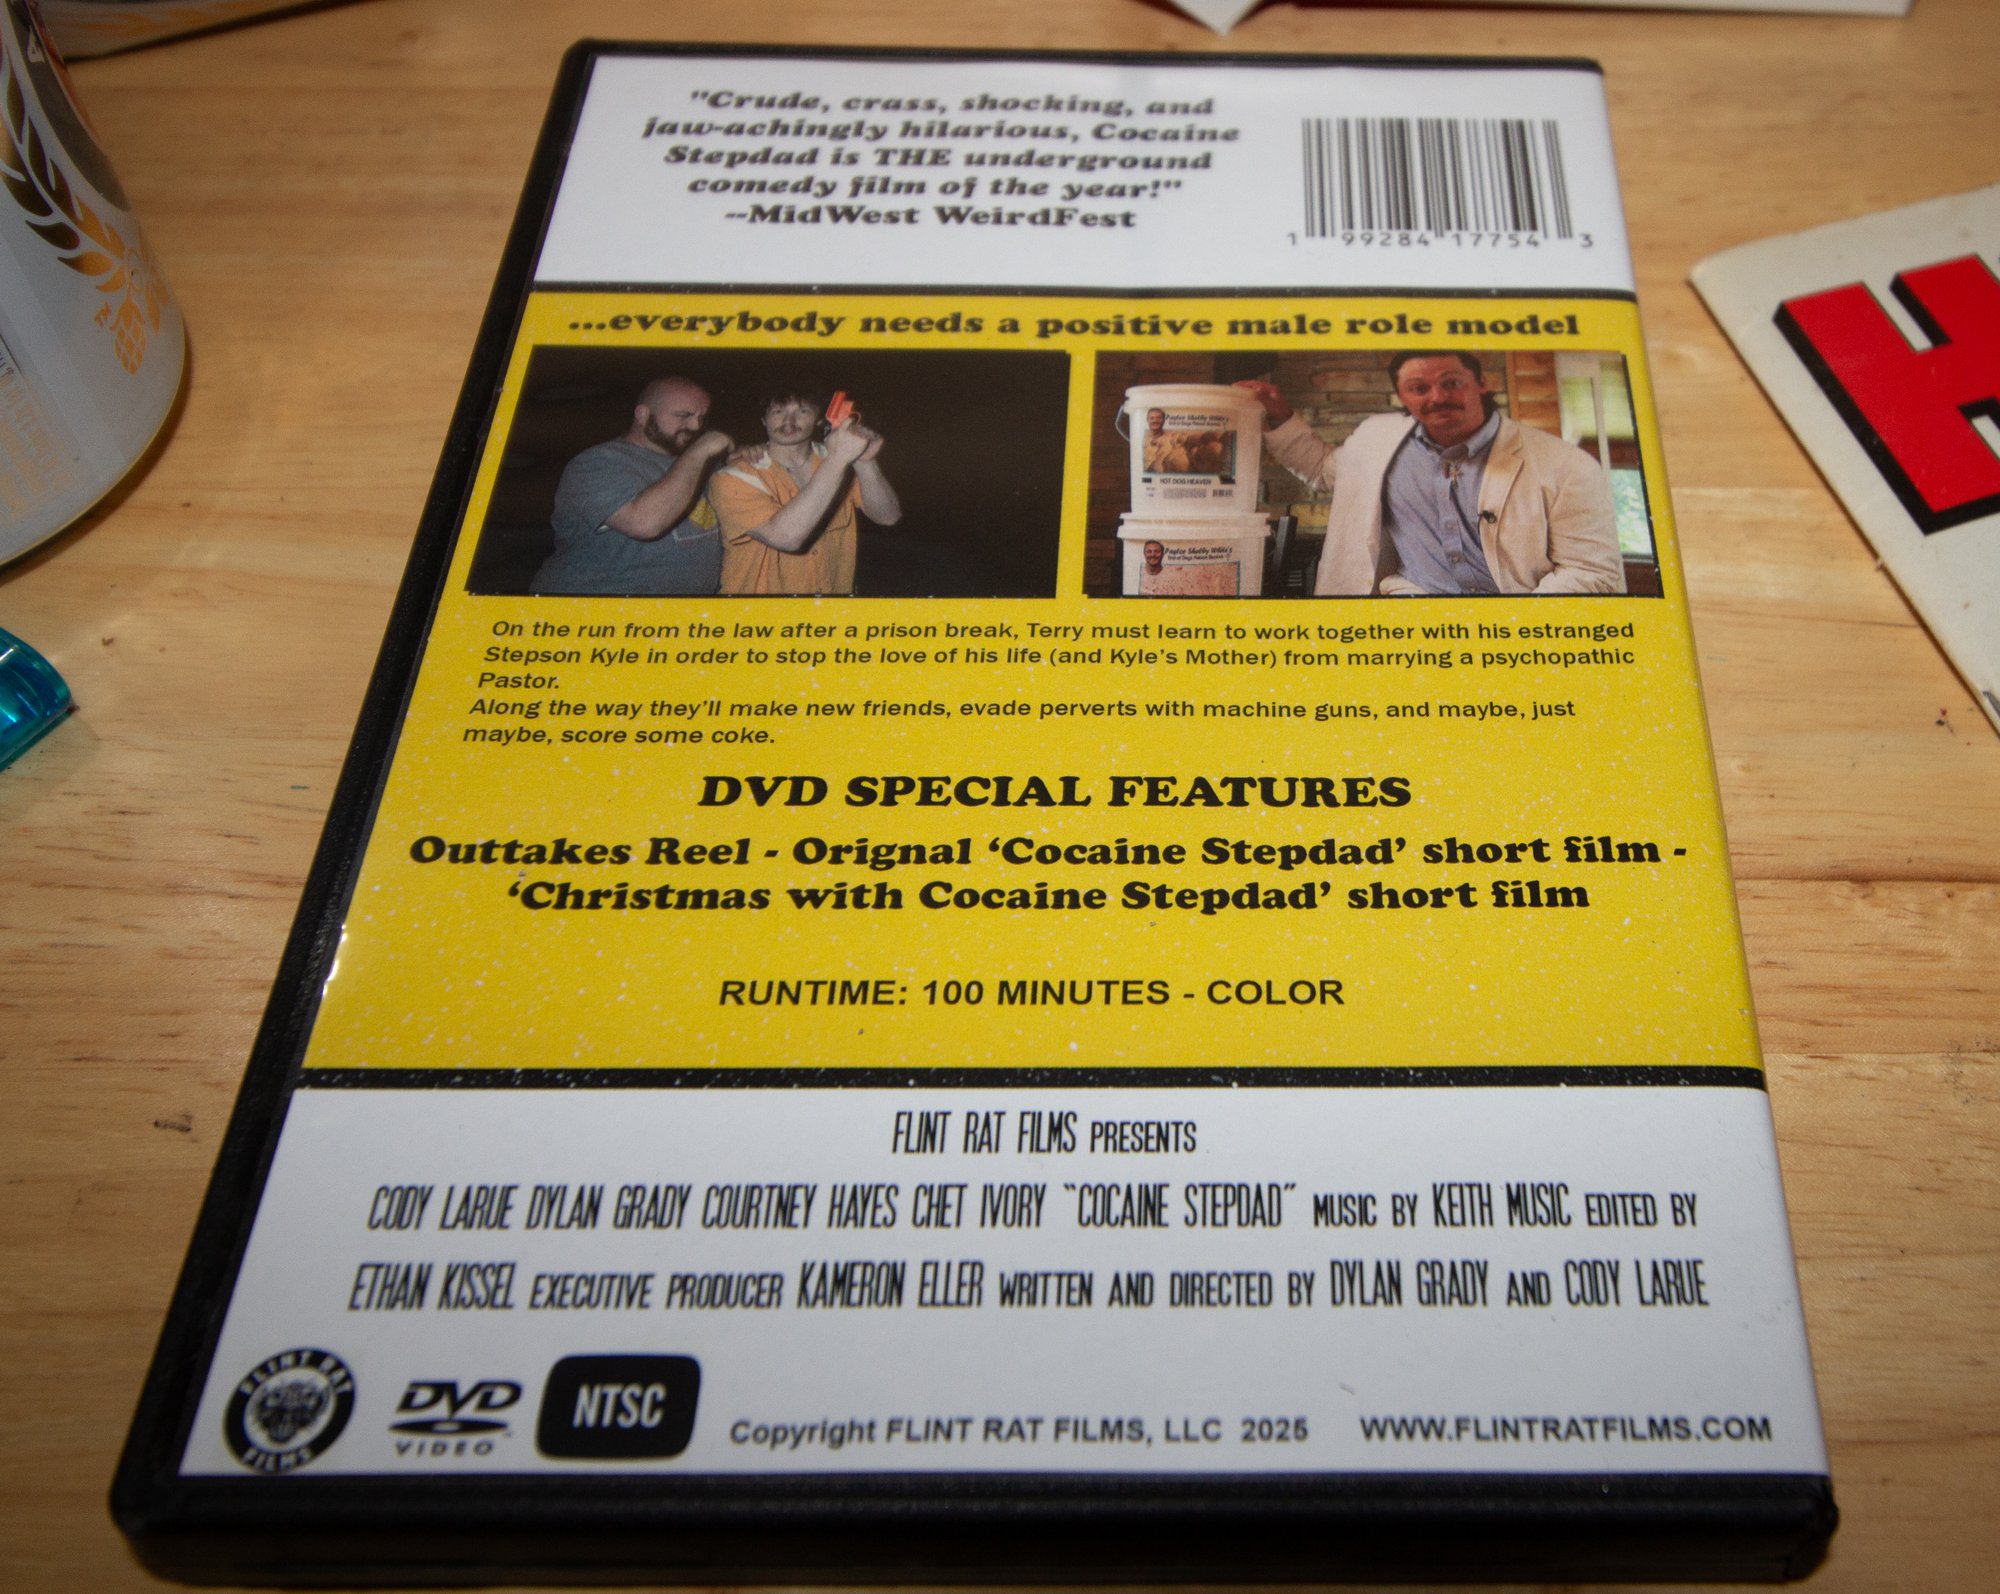 "Crude, crass, shocking, and
jaw-achingly hilarious, Cocaine
Stepdad is THE underground
comedy film of the year!"
--MidWest WeirdFest
1 99284 17754 3
...everybody needs a positive male role model
Pastor Shelby White's
HOT DOG HEAVEN
Pastor Shelby White's
On the run from the law after a prison break, Terry must learn to work together with his estranged
Stepson Kyle in order to stop the love of his life (and Kyle's Mother) from marrying a psychopathic
Pastor.
Along the way they'll make new friends, evade perverts with machine guns, and maybe, just
maybe, score some coke.
DVD SPECIAL FEATURES
Outtakes Reel - Orignal 'Cocaine Stepdad' short film -
'Christmas with Cocaine Stepdad' short film
RUNTIME: 100 MINUTES - COLOR
FLINT RAT FILMS PRESENTS
CODY LARUE DYLAN GRADY COURTNEY HAYES CHET IVORY "COCAINE STEPDAD" MUSIC BY KEITH MUSIC EDITED BY
ETHAN KISSEL EXECUTIVE PRODUCER KAMERON ELLER WRITTEN AND DIRECTED BY DYLAN GRADY AND CODY LARUE
FLINT RAT
FILMS
DVD
VIDEO
NTSC
Copyright FLINT RAT FILMS, LLC 2025
WWW.FLINTRATFILMS.COM
H